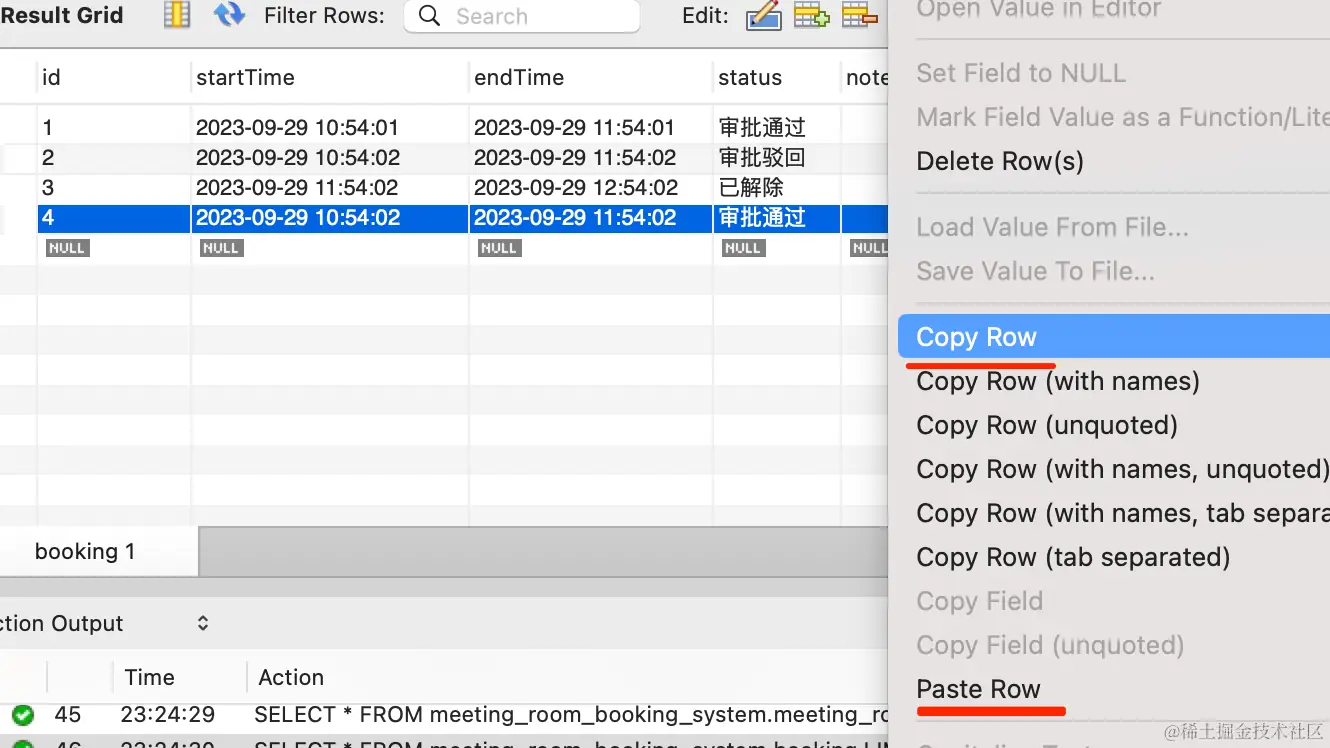 Result Grid Filter Rows: Search Edit:
id startTime endTime status note
1 2023-09-29 10:54:01 2023-09-29 11:54:01 审批通过
2 2023-09-29 10:54:02 2023-09-29 11:54:02 审批驳回
3 2023-09-29 11:54:02 2023-09-29 12:54:02 已解除
4 2023-09-29 10:54:02 2023-09-29 11:54:02 审批通过
NULL NULL NULL NULL NULL
booking 1
ction Output
Time Action
45 23:24:29 SELECT * FROM meeting_room_booking_system.meeting_ro
46 23:24:30 SELECT * FROM meeting_room_booking_system.booking LIM
Open Value in Editor
Set Field to NULL
Mark Field Value as a Function/Lite
Delete Row(s)
Load Value From File...
Save Value To File...
Copy Row
Copy Row (with names)
Copy Row (unquoted)
Copy Row (with names, unquoted)
Copy Row (with names, tab separa
Copy Row (tab separated)
Copy Field
Copy Field (unquoted)
Paste Row
Capitalize Text
@稀土掘金技术社区